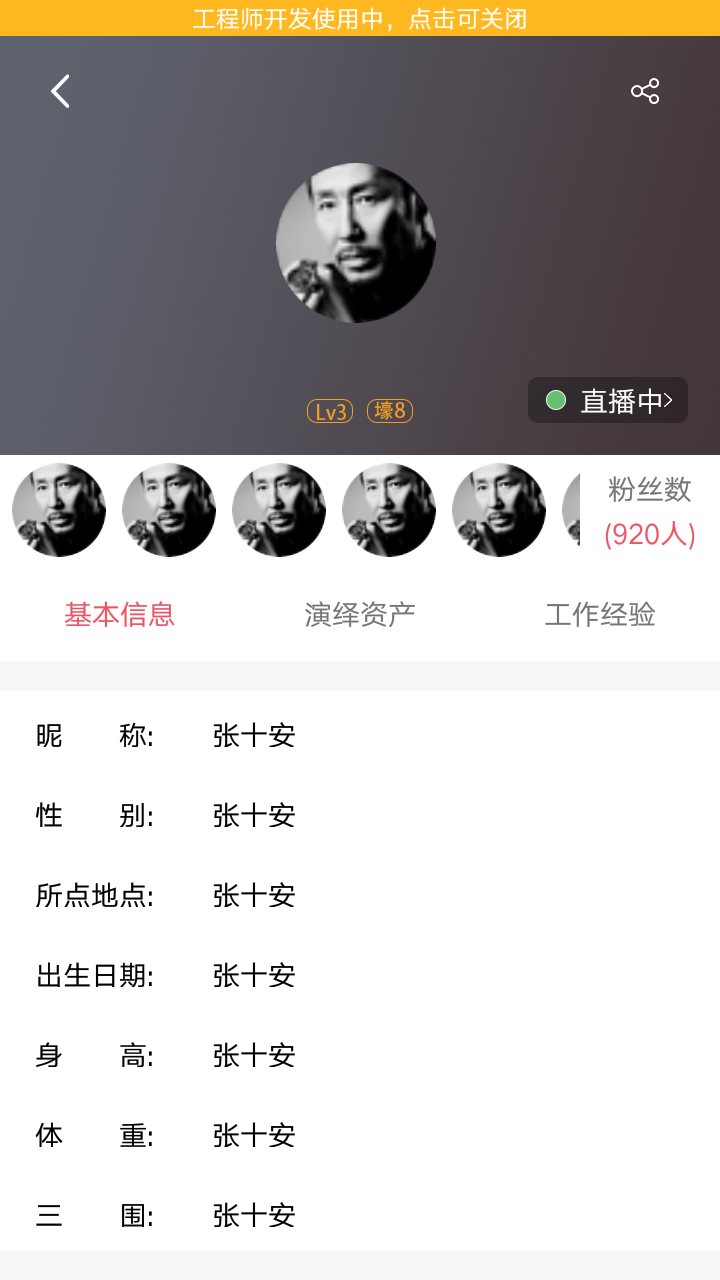 工程师开发使用中，点击可关闭
Lv3 壕8
直播中
粉丝数
(920人)
基本信息 演绎资产 工作经验
昵 称: 张十安
性 别: 张十安
所点地点: 张十安
出生日期: 张十安
身 高: 张十安
体 重: 张十安
三 围: 张十安